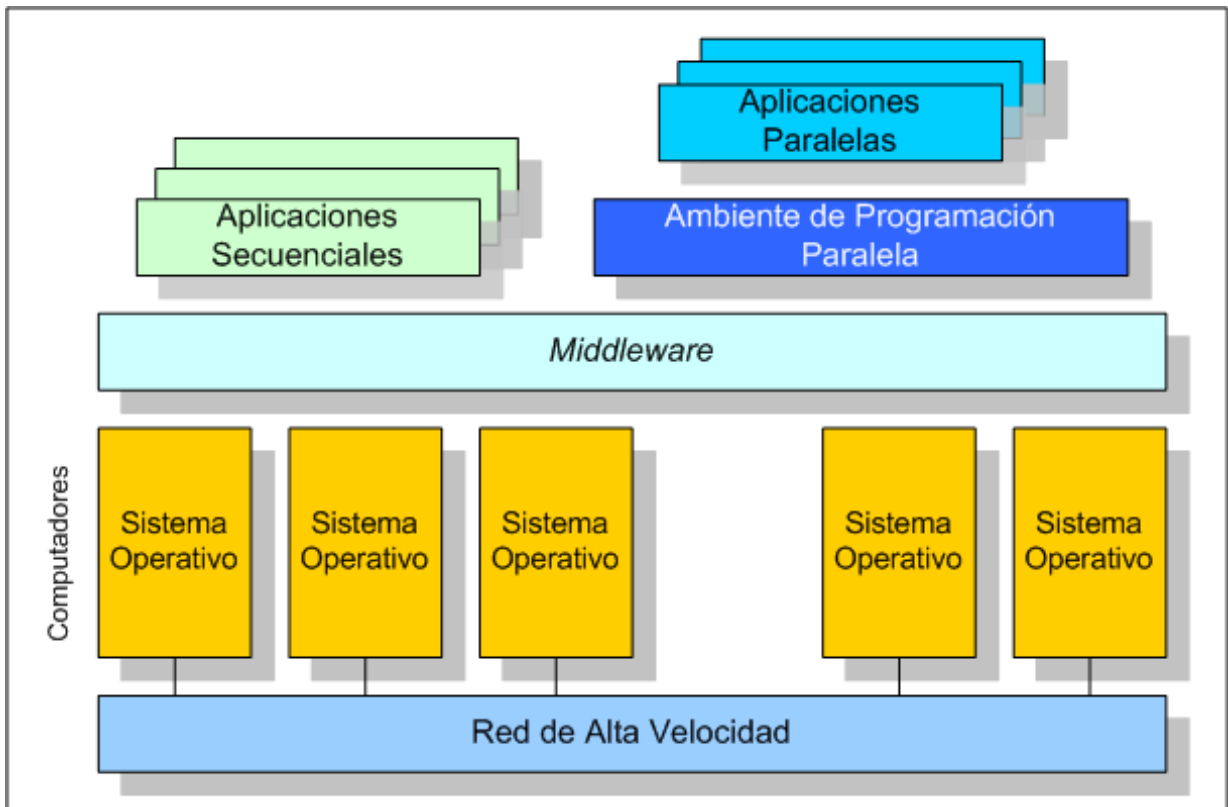 Aplicaciones
Paralelas
Aplicaciones
Secuenciales
Ambiente de Programación
Paralela
Middleware
Computadores
Sistema
Operativo
Sistema
Operativo
Sistema
Operativo
Sistema
Operativo
Sistema
Operativo
Red de Alta Velocidad